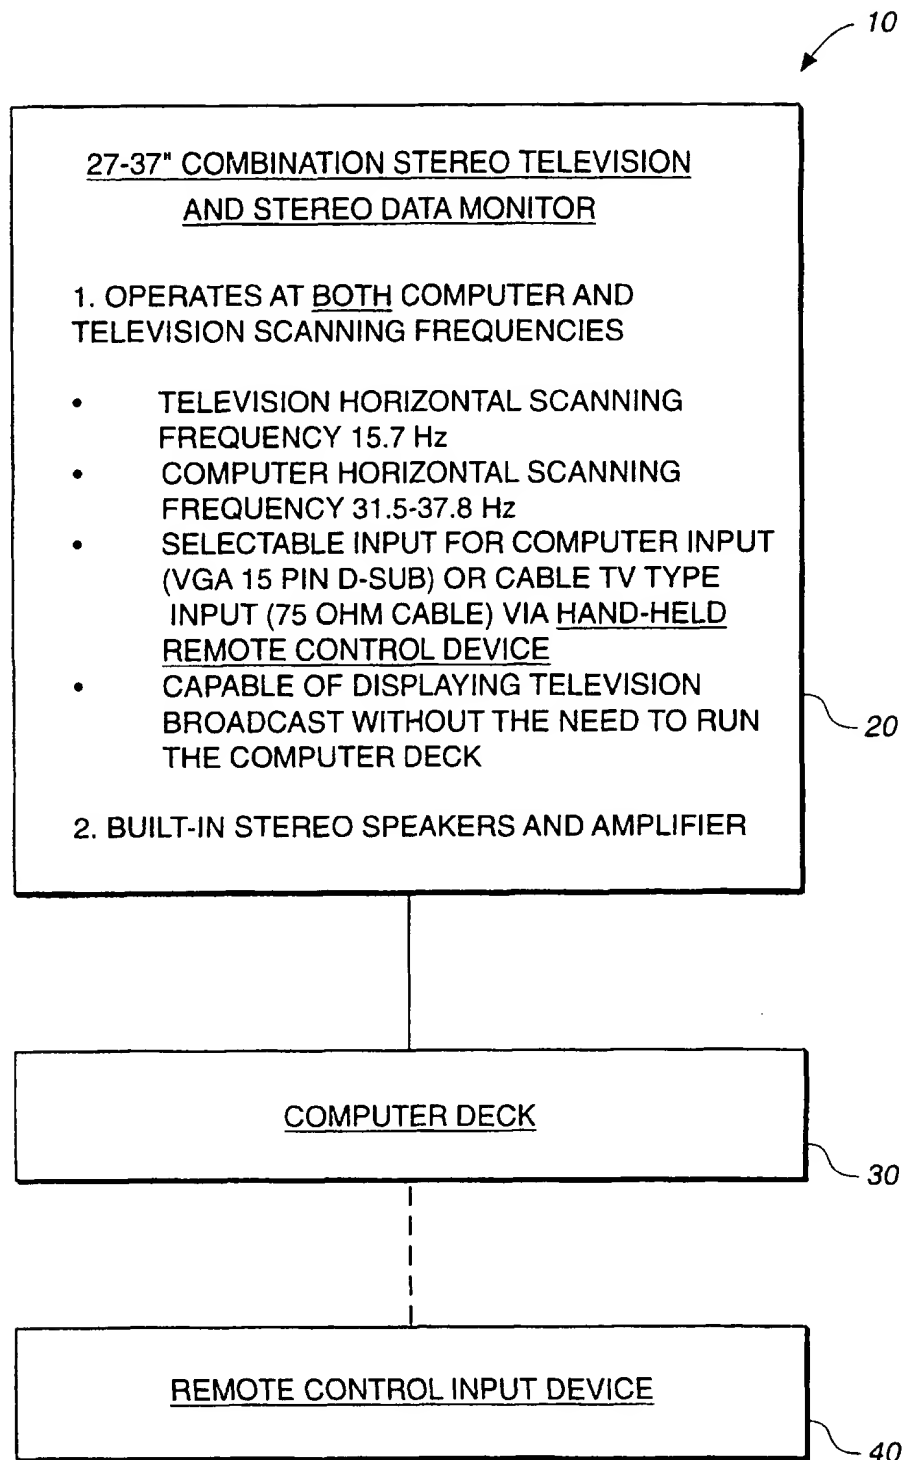 10
27-37" COMBINATION STEREO TELEVISION
AND STEREO DATA MONITOR
1. OPERATES AT BOTH COMPUTER AND
TELEVISION SCANNING FREQUENCIES
• TELEVISION HORIZONTAL SCANNING
FREQUENCY 15.7 Hz
• COMPUTER HORIZONTAL SCANNING
FREQUENCY 31.5-37.8 Hz
• SELECTABLE INPUT FOR COMPUTER INPUT
(VGA 15 PIN D-SUB) OR CABLE TV TYPE
INPUT (75 OHM CABLE) VIA HAND-HELD
REMOTE CONTROL DEVICE
• CAPABLE OF DISPLAYING TELEVISION
BROADCAST WITHOUT THE NEED TO RUN
THE COMPUTER DECK
20
2. BUILT-IN STEREO SPEAKERS AND AMPLIFIER
COMPUTER DECK
30
REMOTE CONTROL INPUT DEVICE
40